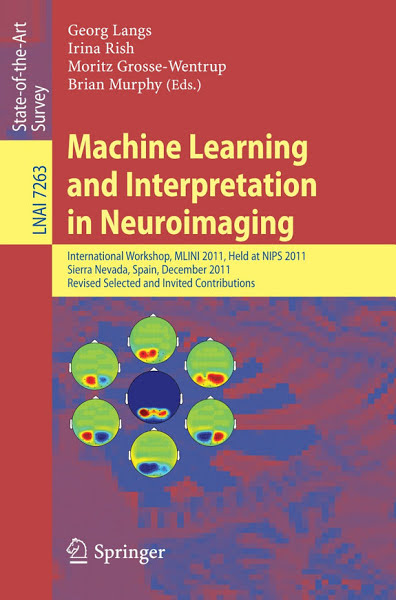 State-of-the-Art
Survey
LNAI 7263
Georg Langs
Irina Rish
Moritz Grosse-Wentrup
Brian Murphy (Eds.)
Machine Learning
and Interpretation
in Neuroimaging
International Workshop, MLINI 2011, Held at NIPS 2011
Sierra Nevada, Spain, December 2011
Revised Selected and Invited Contributions
Springer